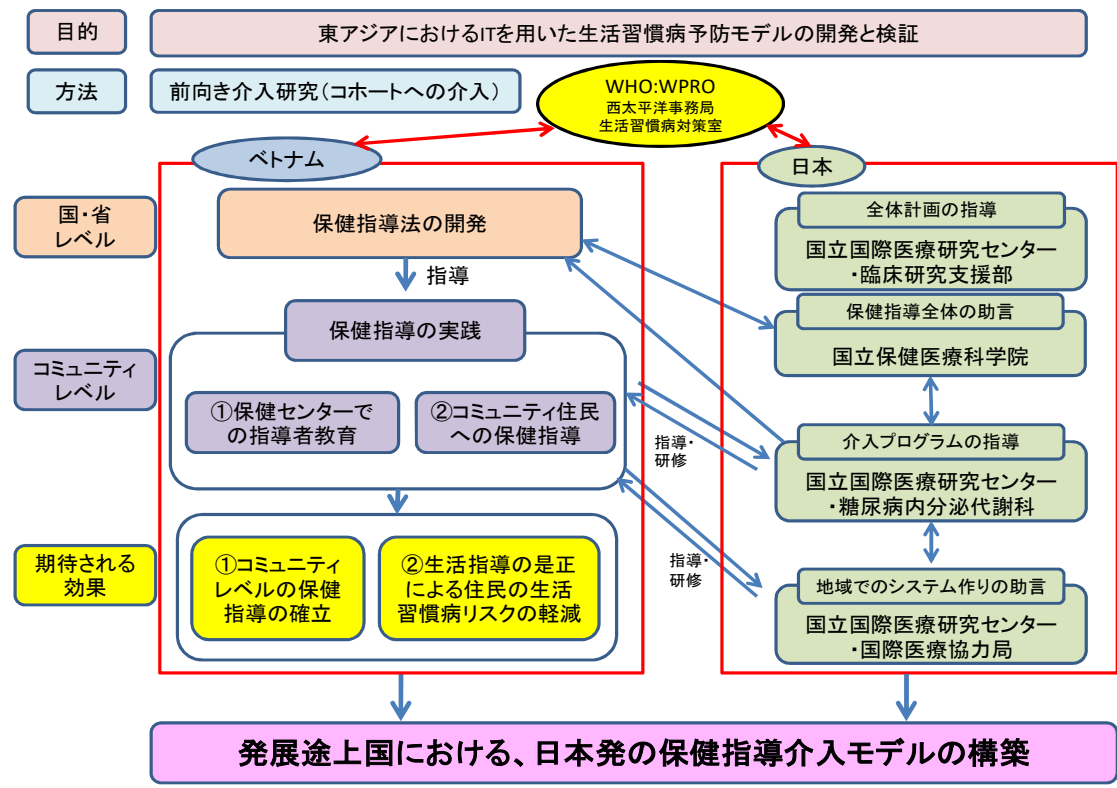 目的
東アジアにおけるITを用いた生活習慣病予防モデルの開発と検証
方法
前向き介入研究（コホートへの介入）
WHO:WPRO
西太平洋事務局
生活習慣病対策室
ベトナム
日本
国・省
レベル
保健指導法の開発
指導
全体計画の指導
国立国際医療研究センター
・臨床研究支援部
保健指導の実践
保健指導全体の助言
国立保健医療科学院
コミュニティ
レベル
①保健センターで
の指導者教育
②コミュニティ住民
への保健指導
指導・
研修
介入プログラムの指導
国立国際医療研究センター
・糖尿病内分泌代謝科
期待される
効果
①コミュニティ
レベルの保健
指導の確立
②生活指導の是正
による住民の生活
習慣病リスクの軽減
指導・
研修
地域でのシステム作りの助言
国立国際医療研究センター
・国際医療協力局
発展途上国における、日本発の保健指導介入モデルの構築